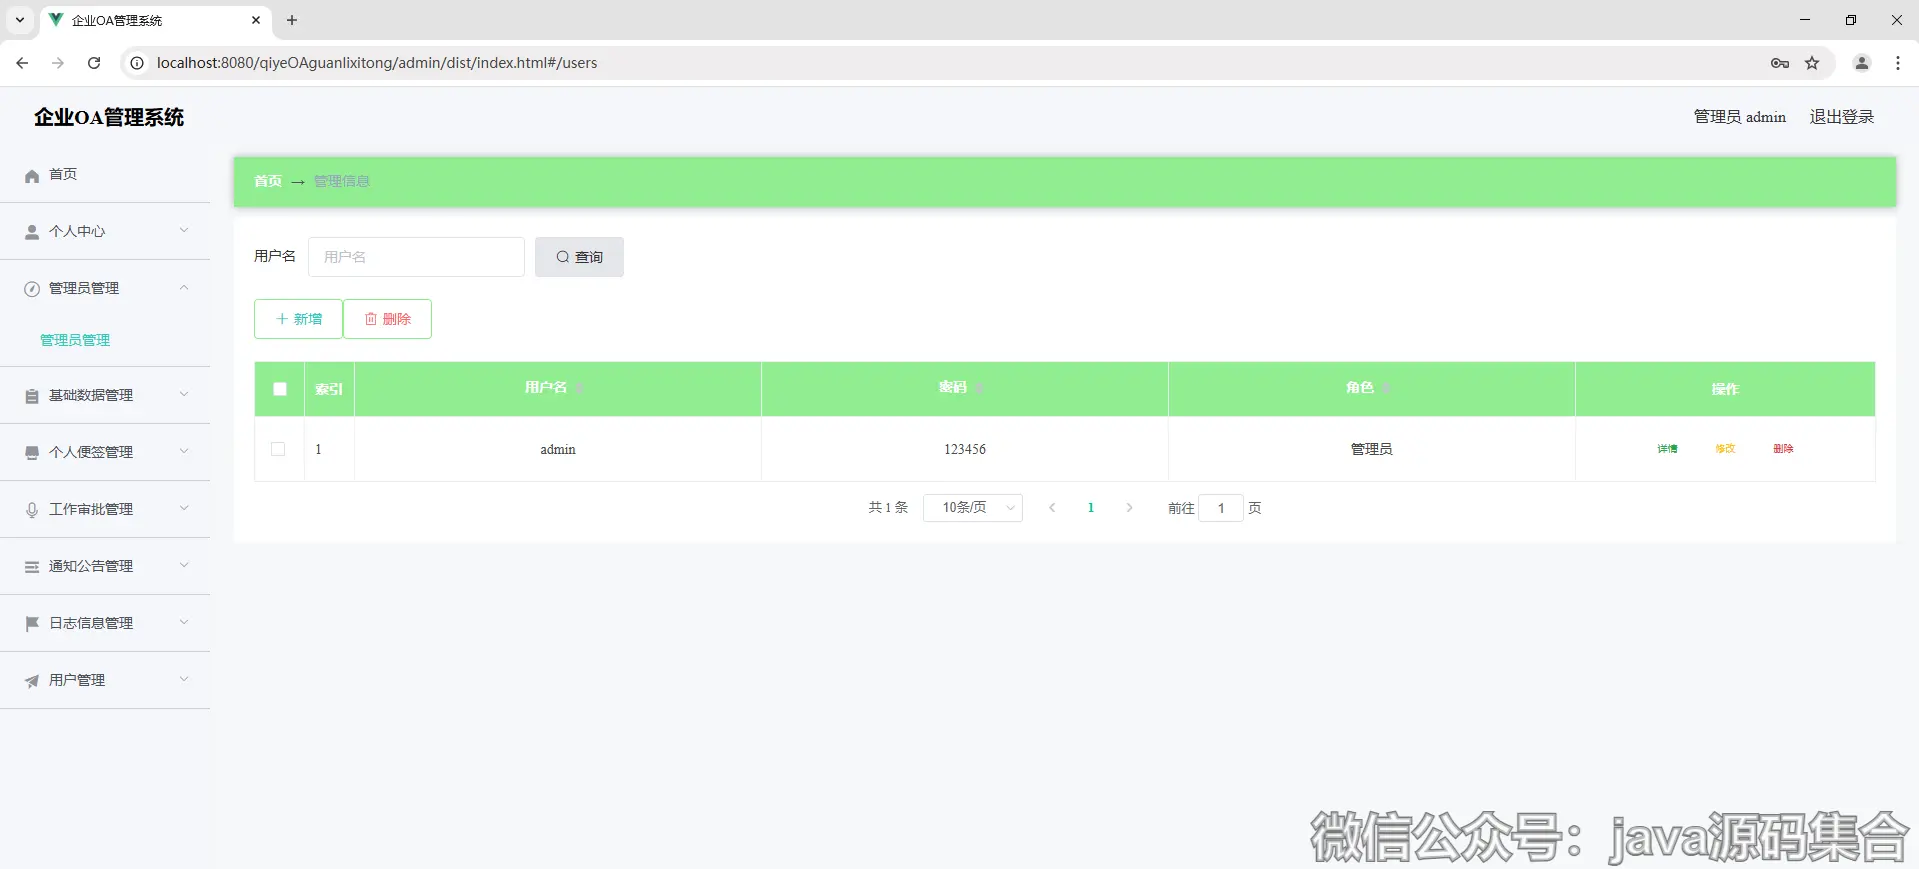 企业OA管理系统
localhost:8080/qiyeOAguanlixitong/admin/dist/index.html#/users
企业OA管理系统
管理员 admin 退出登录
首页
个人中心
管理员管理
管理员管理
基础数据管理
个人便签管理
工作审批管理
通知公告管理
日志信息管理
用户管理
首页 → 管理信息
用户名 用户名 查询
新增 删除
索引 用户名 密码 角色 操作
1 admin 123456 管理员 详情 修改 删除
共 1 条 10条/页 1 前往 1 页
微信公众号：java源码集合